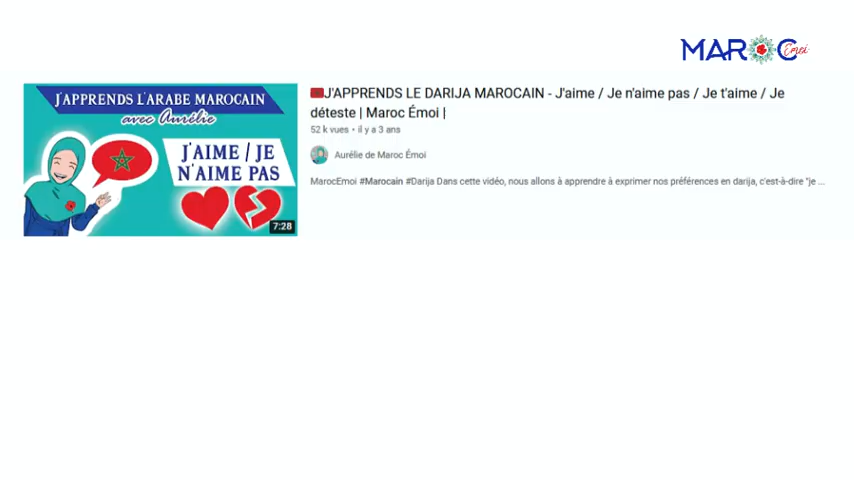 MAROC
Émoi
J'APPRENDS L'ARABE MAROCAIN
avec Aurélie
J'AIME / JE
N'AIME PAS
7:28
J'APPRENDS LE DARIJA MAROCAIN - J'aime / Je n'aime pas / Je t'aime / Je
déteste | Maroc Émoi |
52 k vues • il y a 3 ans
Aurélie de Maroc Émoi
MarocEmoi #Marocain #Darija Dans cette vidéo, nous allons à apprendre à exprimer nos préférences en darija, c'est-à-dire "je ...